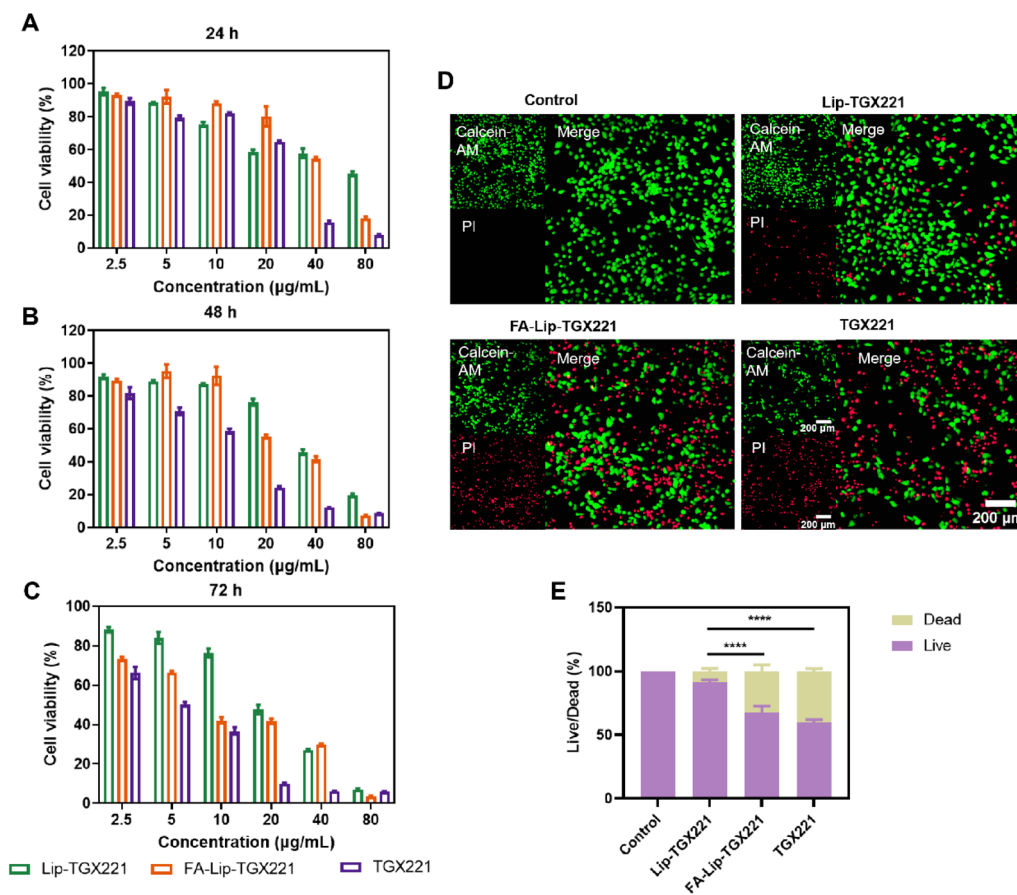 A
24 h
120
100
80
60
40
20
0
Cell viability (%)
2.5 5 10 20 40 80
Concentration (µg/mL)
B
48 h
120
100
80
60
40
20
0
Cell viability (%)
2.5 5 10 20 40 80
Concentration (µg/mL)
C
72 h
100
80
60
40
20
0
Cell viability (%)
2.5 5 10 20 40 80
Concentration (µg/mL)
Lip-TGX221 FA-Lip-TGX221 TGX221
D
Control
Calcein-
AM
Merge
PI
Lip-TGX221
Calcein-
AM
Merge
PI
FA-Lip-TGX221
Calcein-
AM
Merge
PI
TGX221
Calcein-
AM
Merge
200 µm
PI
200 µm
200 µm
E
150
100
50
0
Live/Dead (%)
****
****
Control
Lip-TGX221
FA-Lip-TGX221
TGX221
Dead
Live